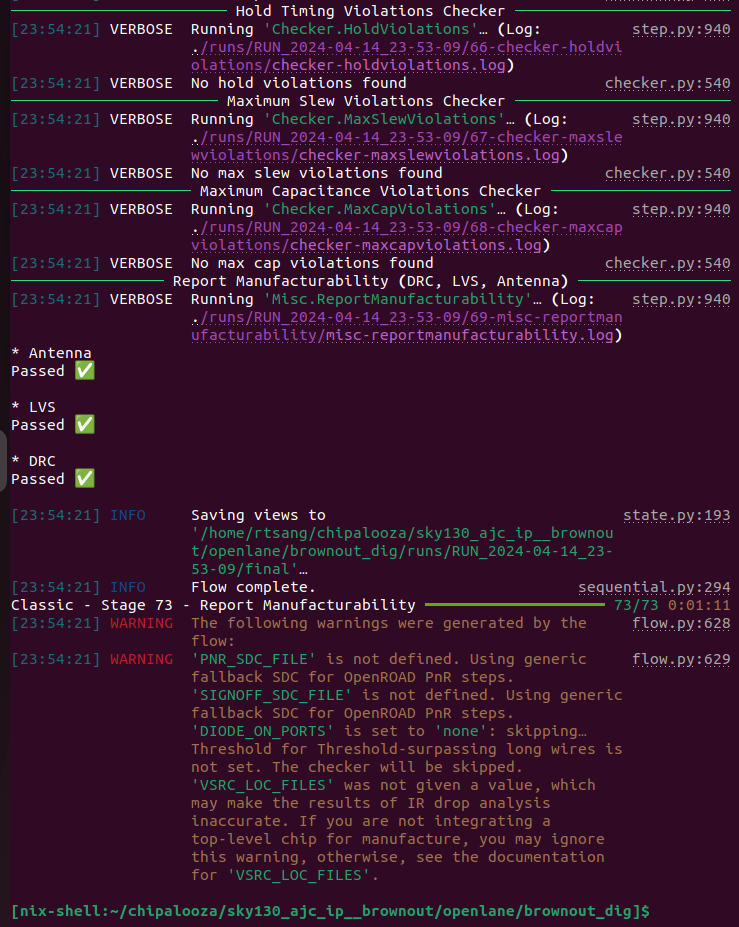 Hold Timing Violations Checker
[23:54:21] VERBOSE Running 'Checker.HoldViolations'… (Log: step.py:940
./runs/RUN_2024-04-14_23-53-09/66-checker-holdvi
olations/checker-holdviolations.log)
[23:54:21] VERBOSE No hold violations found checker.py:540
Maximum Slew Violations Checker
[23:54:21] VERBOSE Running 'Checker.MaxSlewViolations'… (Log: step.py:940
./runs/RUN_2024-04-14_23-53-09/67-checker-maxsle
wviolations/checker-maxslewviolations.log)
[23:54:21] VERBOSE No max slew violations found checker.py:540
Maximum Capacitance Violations Checker
[23:54:21] VERBOSE Running 'Checker.MaxCapViolations'… (Log: step.py:940
./runs/RUN_2024-04-14_23-53-09/68-checker-maxcap
violations/checker-maxcapviolations.log)
[23:54:21] VERBOSE No max cap violations found checker.py:540
Report Manufacturability (DRC, LVS, Antenna)
[23:54:21] VERBOSE Running 'Misc.ReportManufacturability'… (Log: step.py:940
./runs/RUN_2024-04-14_23-53-09/69-misc-reportman
ufacturability/misc-reportmanufacturability.log)
* Antenna
Passed ✅
* LVS
Passed ✅
* DRC
Passed ✅
[23:54:21] INFO Saving views to state.py:193
'/home/rtsang/chipalooza/sky130_ajc_ip__brownou
t/openlane/brownout_dig/runs/RUN_2024-04-14_23-
53-09/final'…
[23:54:21] INFO Flow complete. sequential.py:294
Classic - Stage 73 - Report Manufacturability 73/73 0:01:11
[23:54:21] WARNING The following warnings were generated by the flow.py:628
flow:
[23:54:21] WARNING 'PNR_SDC_FILE' is not defined. Using generic flow.py:629
fallback SDC for OpenROAD PnR steps.
'SIGNOFF_SDC_FILE' is not defined. Using generic
fallback SDC for OpenROAD PnR steps.
'DIODE_ON_PORTS' is set to 'none': skipping…
Threshold for Threshold-surpassing long wires is
not set. The checker will be skipped.
'VSRC_LOC_FILES' was not given a value, which
may make the results of IR drop analysis
inaccurate. If you are not integrating a
top-level chip for manufacture, you may ignore
this warning, otherwise, see the documentation
for 'VSRC_LOC_FILES'.
[nix-shell:~/chipalooza/sky130_ajc_ip__brownout/openlane/brownout_dig]$